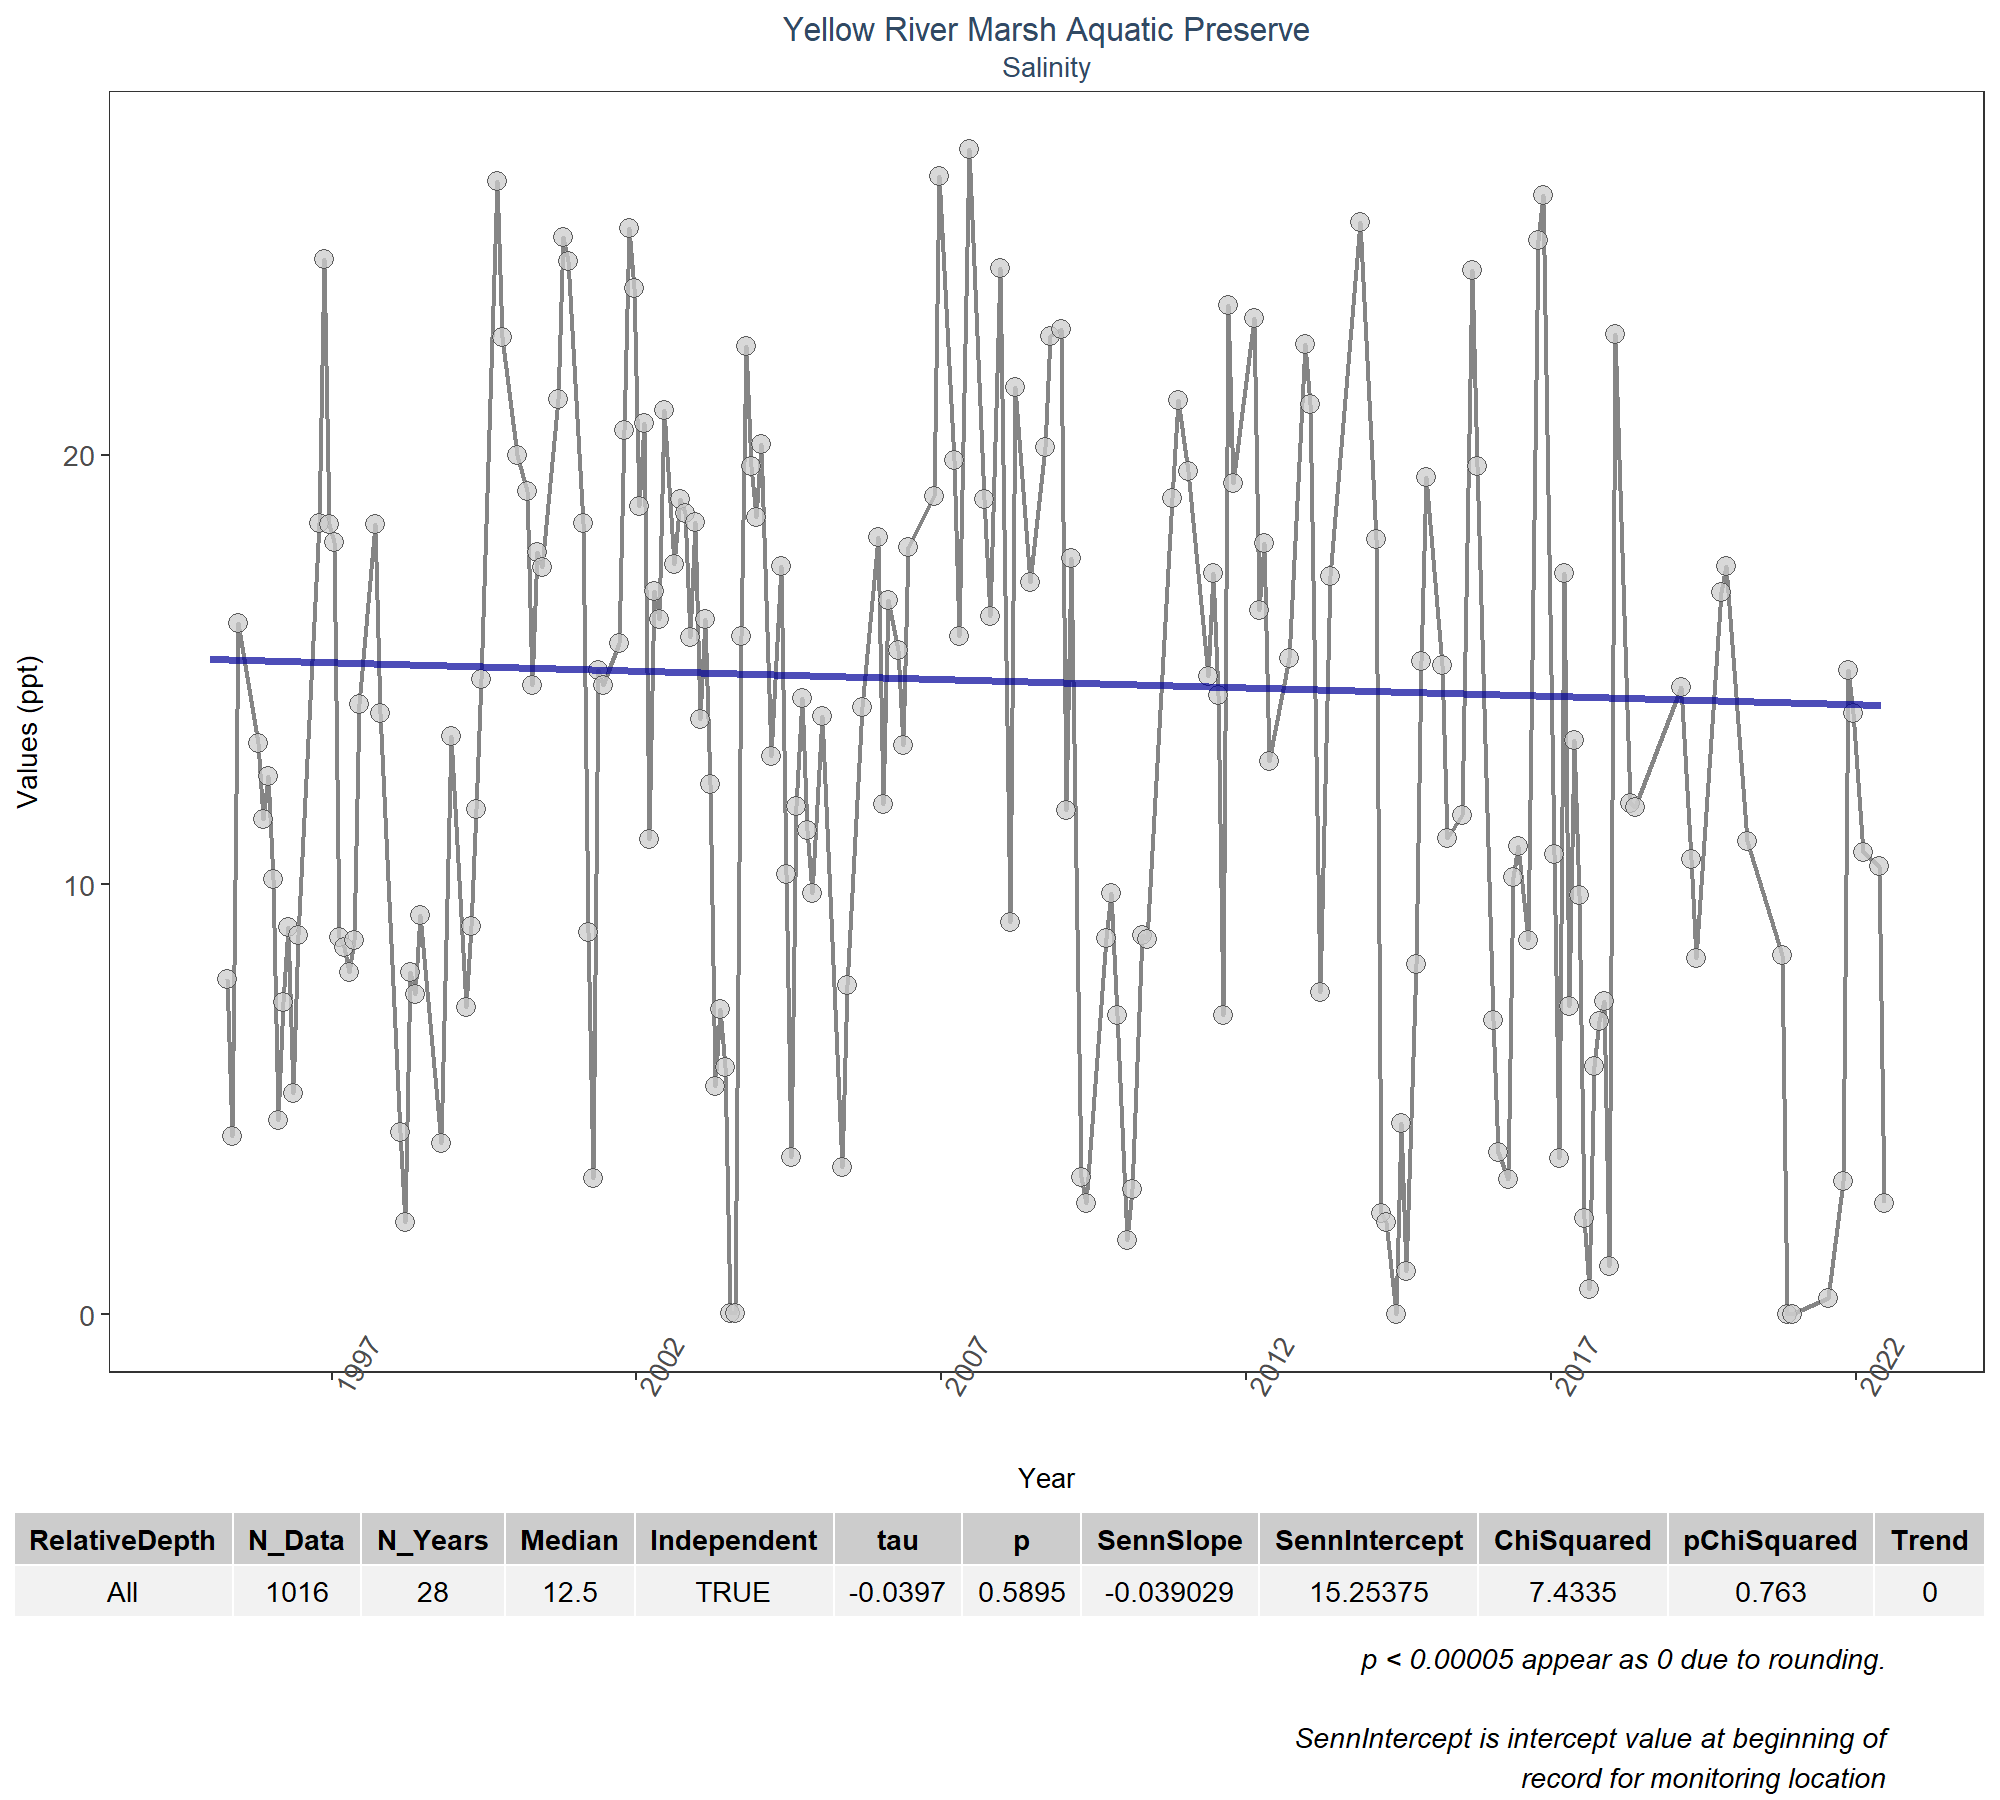 Yellow River Marsh Aquatic Preserve
Salinity
Values (ppt)
20
10
0
1997 2002 2007 2012 2017 2022
Year
RelativeDepth N_Data N_Years Median Independent tau p SennSlope SennIntercept ChiSquared pChiSquared Trend
All 1016 28 12.5 TRUE -0.0397 0.5895 -0.039029 15.25375 7.4335 0.763 0
p < 0.00005 appear as 0 due to rounding.
SennIntercept is intercept value at beginning of
record for monitoring location